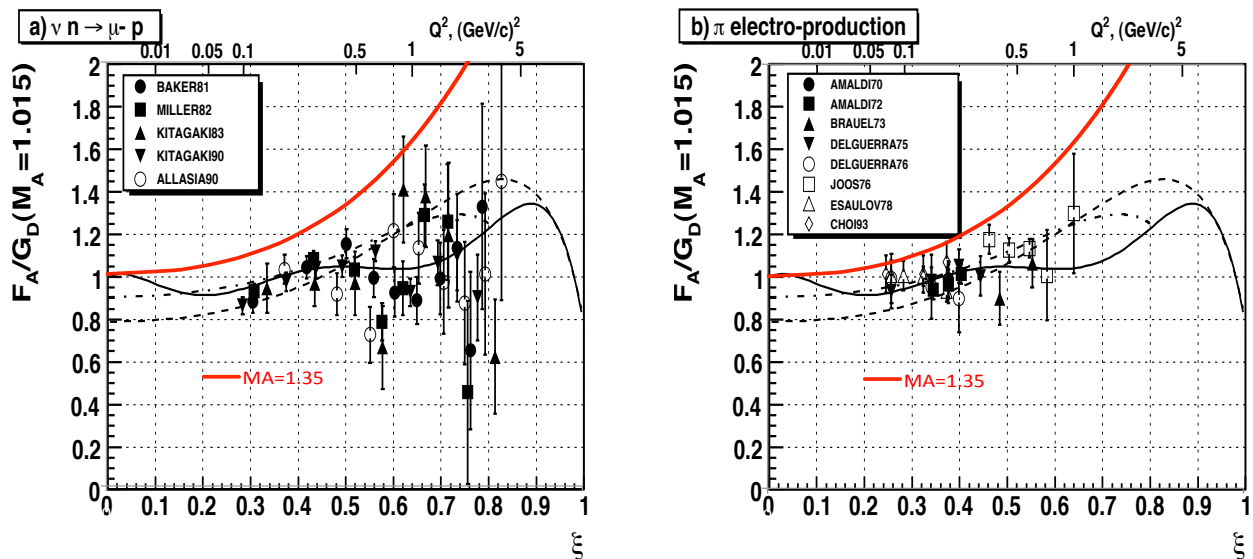 a) ν n → μ- p
Q², (GeV/c)²
0.01 0.05 0.1 0.5 1 5
F_A/G_D(M_A=1.015)
2
1.8
1.6
1.4
1.2
1
0.8
0.6
0.4
0.2
0
BAKER81
MILLER82
KITAGAKI83
KITAGAKI90
ALLASIA90
MA=1.35
0.1 0.2 0.3 0.4 0.5 0.6 0.7 0.8 0.9 1
ξ
b) π electro-production
Q², (GeV/c)²
0.01 0.05 0.1 0.5 1 5
F_A/G_D(M_A=1.015)
2
1.8
1.6
1.4
1.2
1
0.8
0.6
0.4
0.2
0
AMALDI70
AMALDI72
BRAUEL73
DELGUERRA75
DELGUERRA76
JOOS76
ESAULOV78
CHOI93
MA=1.35
0.1 0.2 0.3 0.4 0.5 0.6 0.7 0.8 0.9 1
ξ